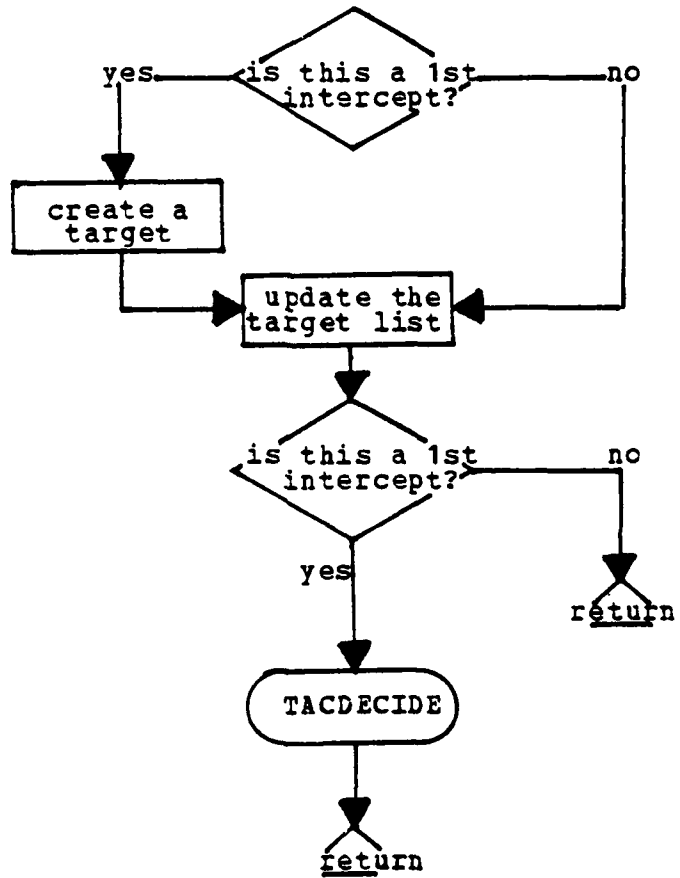 is this a 1st
intercept?
yes
no
create a
target
update the
target list
is this a 1st
intercept?
no
yes
return
TACDECIDE
return